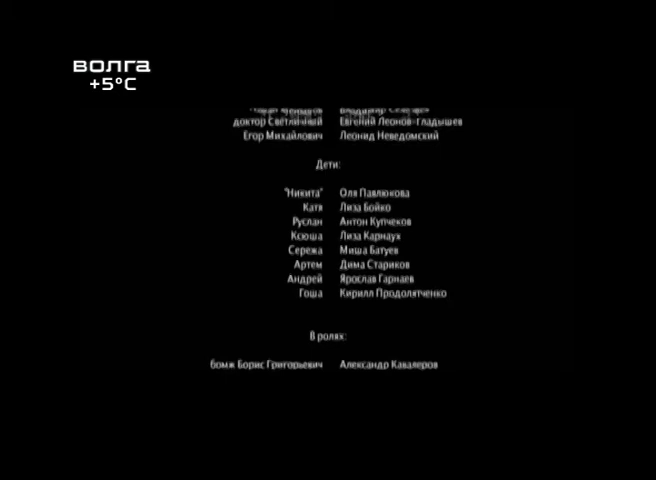 волга
+5°C
доктор Светличный Евгений Леонов-Гладышев
Егор Михайлович Леонид Неведомский
Дети:
"Никита" Оля Павлюкова
Катя Лиза Бойко
Руслан Антон Купчеков
Ксюша Лиза Карнаух
Сережа Миша Батуев
Артем Дима Стариков
Андрей Ярослав Гарнаев
Гоша Кирилл Продолятченко
В ролях:
бомж Борис Григорьевич Александр Кавалеров